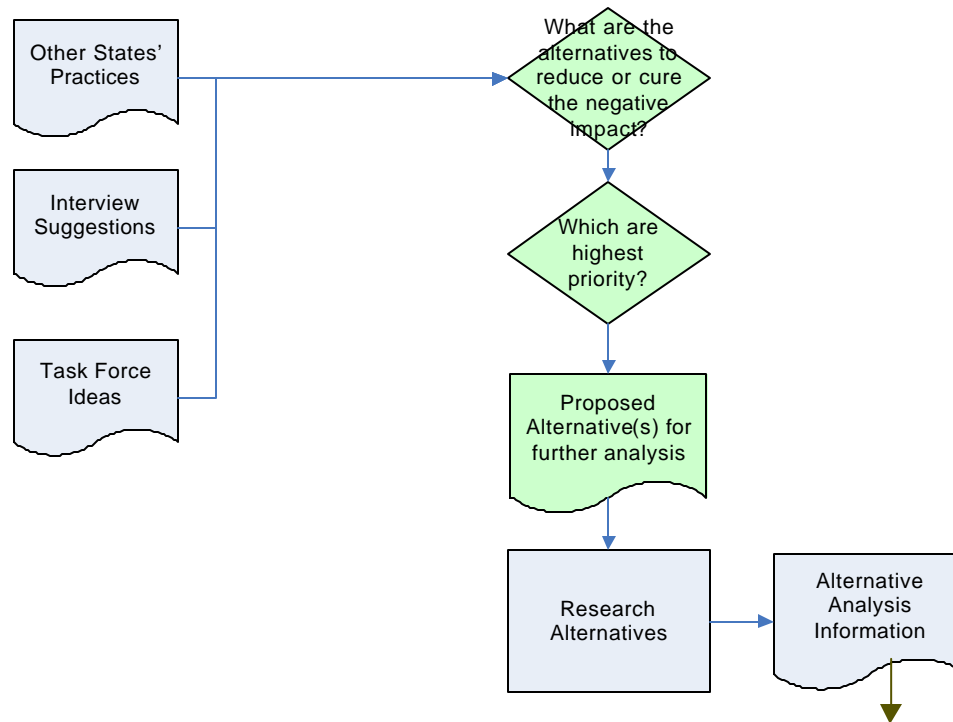 Other States’
Practices
What are the
alternatives to
reduce or cure
the negative
impact?
Interview
Suggestions
Which are
highest
priority?
Task Force
Ideas
Proposed
Alternative(s) for
further analysis
Research
Alternatives
Alternative
Analysis
Information